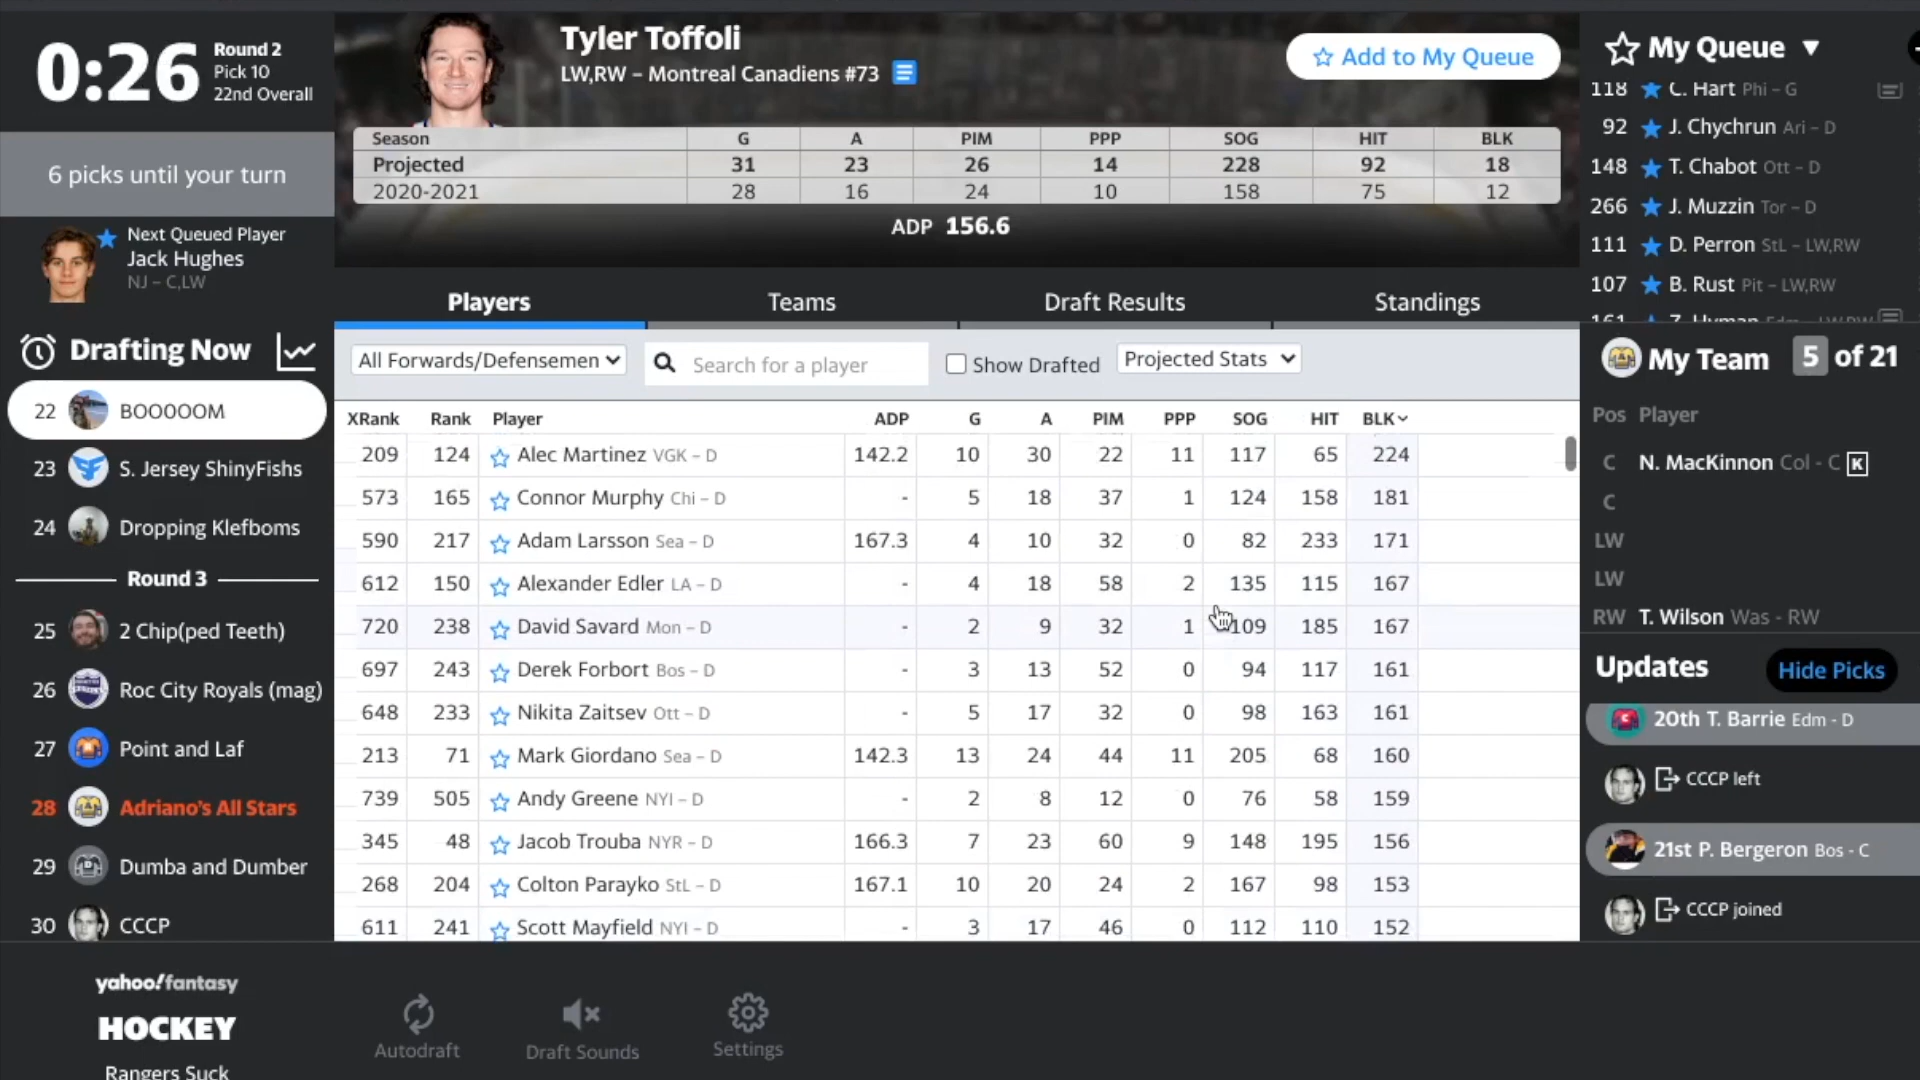 0:26
Round 2
Pick 10
22nd Overall
6 picks until your turn
Next Queued Player
Jack Hughes
NJ – C,LW
Drafting Now
22 BOOOOOM
23 S. Jersey ShinyFishs
24 Dropping Klefboms
Round 3
25 2 Chip(ped Teeth)
26 Roc City Royals (mag)
27 Point and Laf
28 Adriano's All Stars
29 Dumba and Dumber
30 CCCP
yahoo!fantasy
HOCKEY
Rangers Suck
Tyler Toffoli
LW,RW – Montreal Canadiens #73
Add to My Queue
Season G A PIM PPP SOG HIT BLK
Projected 31 23 26 14 228 92 18
2020-2021 28 16 24 10 158 75 12
ADP 156.6
Players Teams Draft Results Standings
All Forwards/Defensemen Search for a player Show Drafted Projected Stats
XRank Rank Player ADP G A PIM PPP SOG HIT BLK
209 124 Alec Martinez VGK – D 142.2 10 30 22 11 117 65 224
573 165 Connor Murphy Chi – D - 5 18 37 1 124 158 181
590 217 Adam Larsson Sea – D 167.3 4 10 32 0 82 233 171
612 150 Alexander Edler LA – D - 4 18 58 2 135 115 167
720 238 David Savard Mon – D - 2 9 32 1 109 185 167
697 243 Derek Forbort Bos – D - 3 13 52 0 94 117 161
648 233 Nikita Zaitsev Ott – D - 5 17 32 0 98 163 161
213 71 Mark Giordano Sea – D 142.3 13 24 44 11 205 68 160
739 505 Andy Greene NYI – D - 2 8 12 0 76 58 159
345 48 Jacob Trouba NYR – D 166.3 7 23 60 9 148 195 156
268 204 Colton Parayko StL – D 167.1 10 20 24 2 167 98 153
611 241 Scott Mayfield NYI – D - 3 17 46 0 112 110 152
Autodraft Draft Sounds Settings
My Queue
118 C. Hart Phi – G
92 J. Chychrun Ari – D
148 T. Chabot Ott – D
266 J. Muzzin Tor – D
111 D. Perron StL – LW,RW
107 B. Rust Pit – LW,RW
161 Z. Hyman Edm – LW,RW
My Team 5 of 21
Pos Player
C N. MacKinnon Col - C K
C
LW
LW
RW T. Wilson Was - RW
Updates Hide Picks
20th T. Barrie Edm - D
CCCP left
21st P. Bergeron Bos - C
CCCP joined